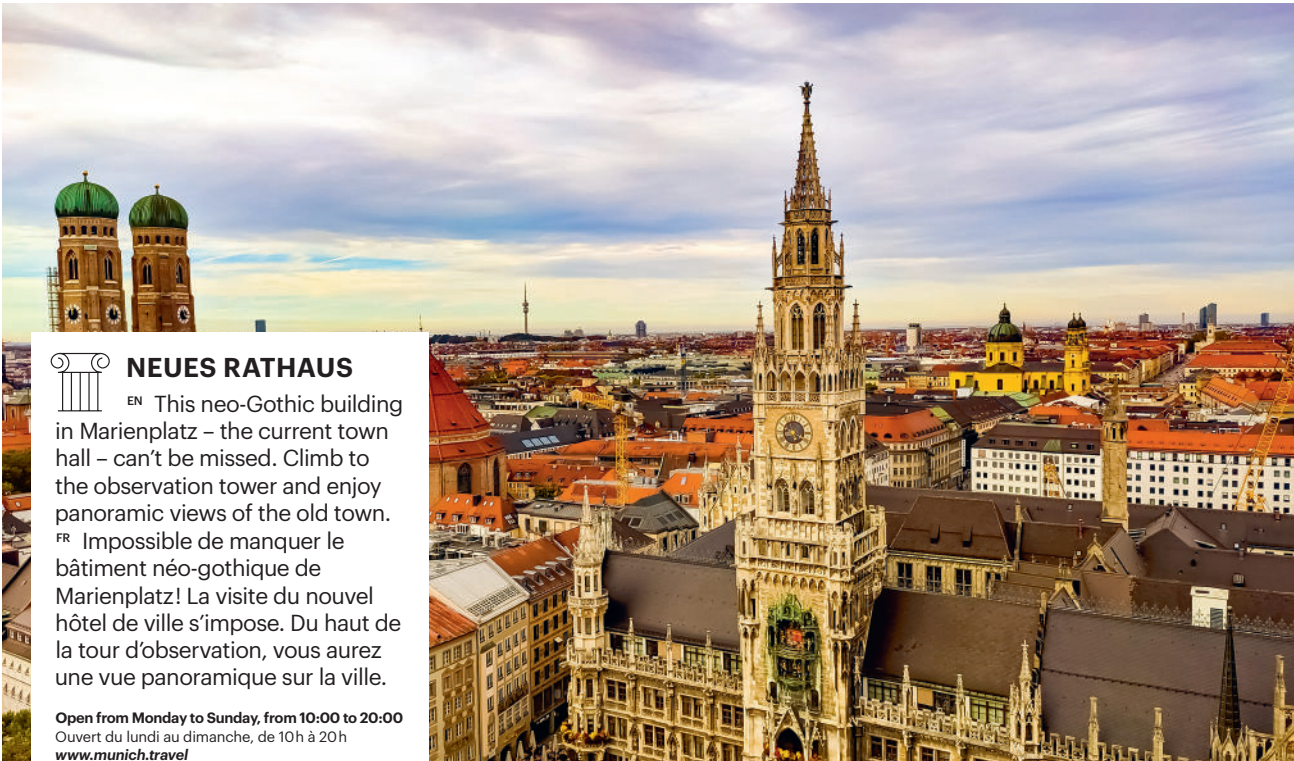 NEUES RATHAUS
EN This neo-Gothic building
in Marienplatz – the current town
hall – can’t be missed. Climb to
the observation tower and enjoy
panoramic views of the old town.
FR Impossible de manquer le
bâtiment néo-gothique de
Marienplatz! La visite du nouvel
hôtel de ville s’impose. Du haut de
la tour d’observation, vous aurez
une vue panoramique sur la ville.
Open from Monday to Sunday, from 10:00 to 20:00
Ouvert du lundi au dimanche, de 10 h à 20 h
www.munich.travel